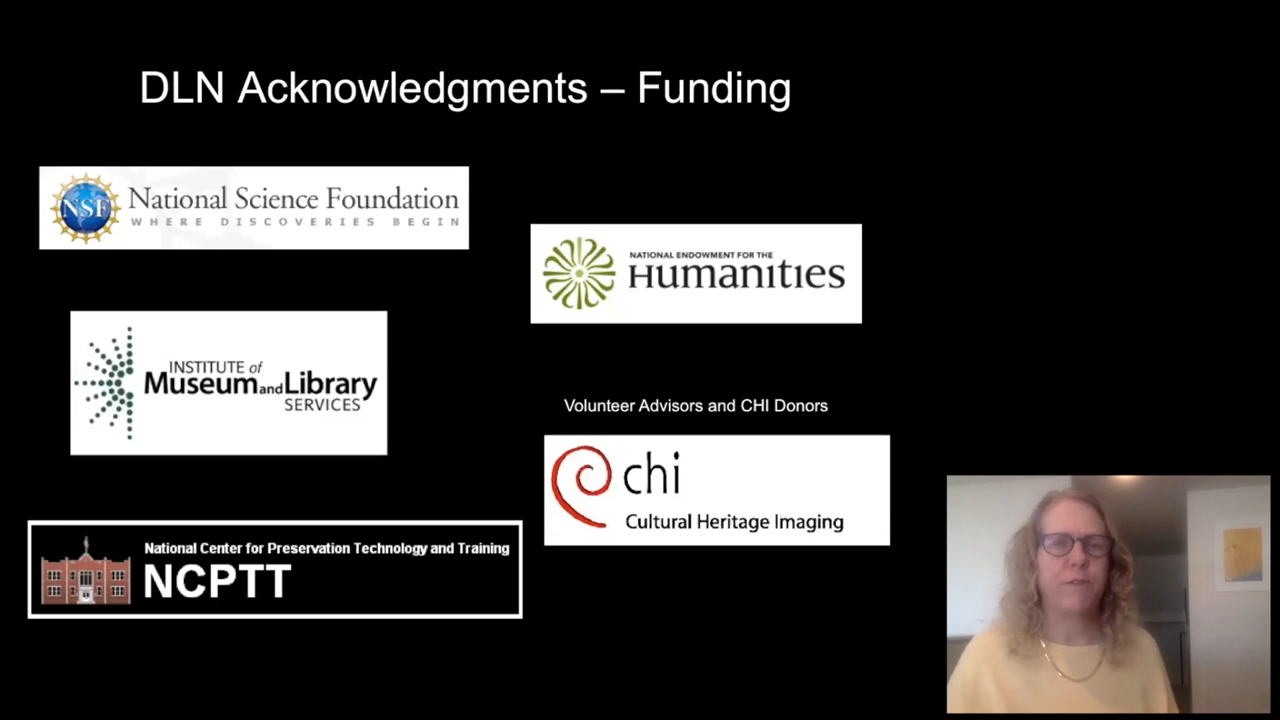 DLN Acknowledgments – Funding
NSF
National Science Foundation
WHERE DISCOVERIES BEGIN
NATIONAL ENDOWMENT FOR THE
Humanities
INSTITUTE of
Museum and Library
SERVICES
Volunteer Advisors and CHI Donors
chi
Cultural Heritage Imaging
National Center for Preservation Technology and Training
NCPTT